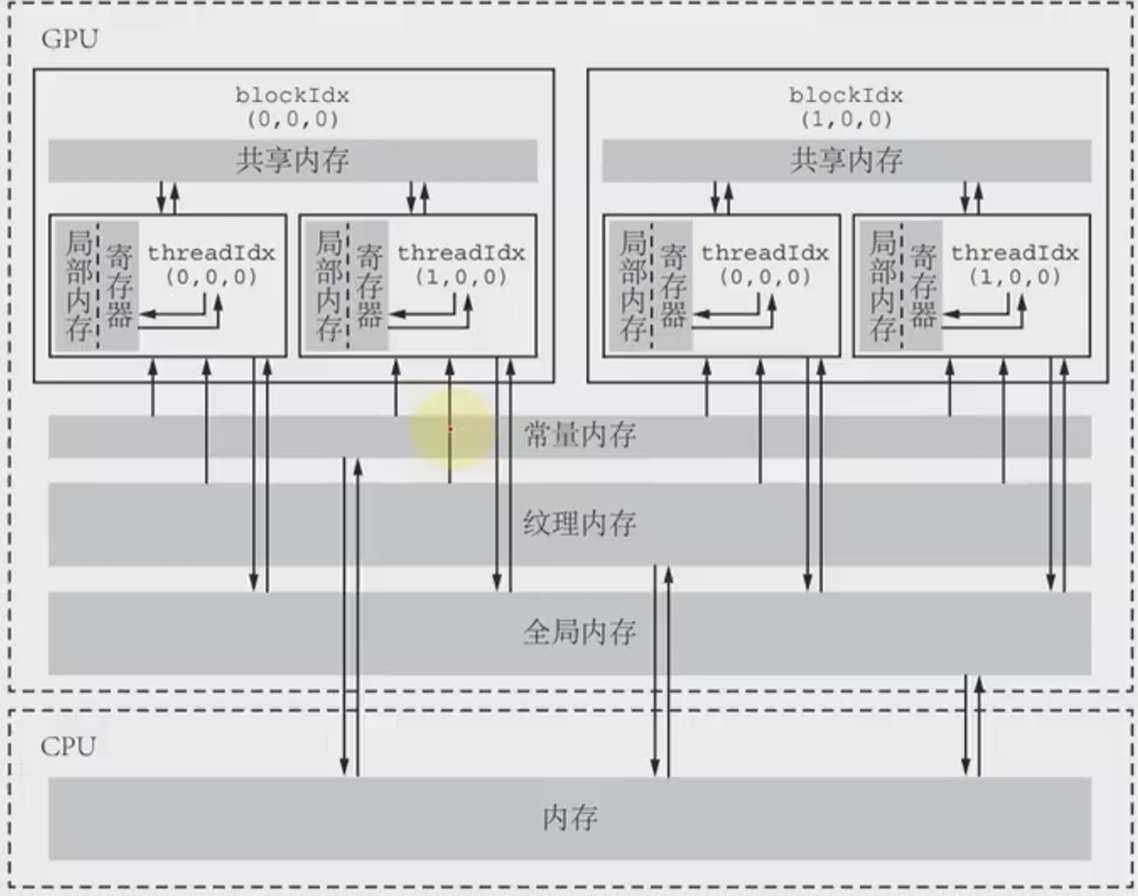 GPU
blockIdx
(0,0,0)
共享内存
局部内存
寄存器
threadIdx
(0,0,0)
局部内存
寄存器
threadIdx
(1,0,0)
blockIdx
(1,0,0)
共享内存
局部内存
寄存器
threadIdx
(0,0,0)
局部内存
寄存器
threadIdx
(1,0,0)
常量内存
纹理内存
全局内存
CPU
内存